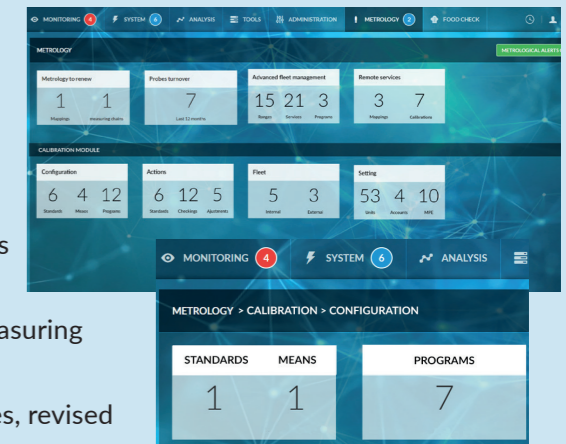 MONITORING 4 SYSTEM 6 ANALYSIS TOOLS ADMINISTRATION METROLOGY 2 FOOD CHECK
METROLOGY METROLOGICAL ALERTS
Metrology to renew Probes turnover Advanced fleet management Remote services
1 1 7 15 21 3 3 7
Mappings measuring chains Last 12 months Ranges Services Programs Mappings Calibrations
CALIBRATION MODULE
Configuration Actions Fleet Setting
6 4 12 6 12 5 5 3 53 4 10
Standards Means Programs Standards Checkings Ajustments Internal External Units Accounts MPE
s
MONITORING 4 SYSTEM 6 ANALYSIS
METROLOGY > CALIBRATION > CONFIGURATION
asuring
STANDARDS MEANS PROGRAMS
1 1 7
es, revised